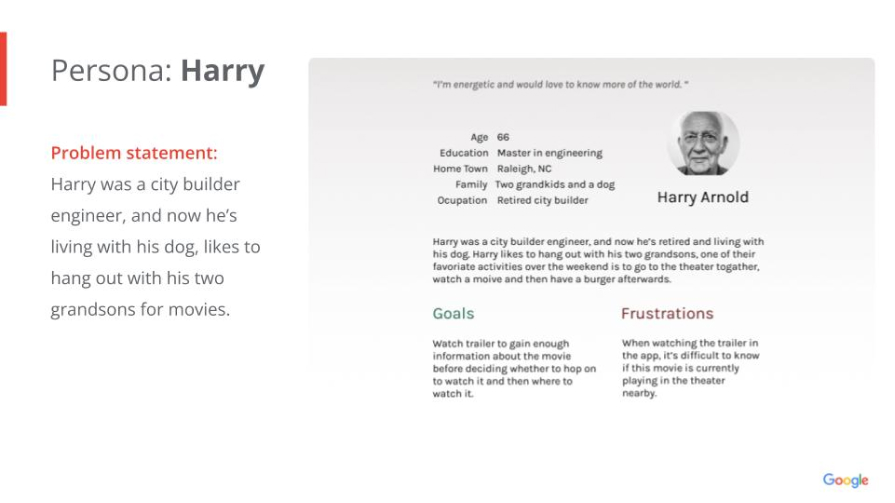 Persona: Harry
Problem statement:
Harry was a city builder
engineer, and now he's
living with his dog, likes to
hang out with his two
grandsons for movies.
"I'm energetic and would love to know more of the world. "
Age 66
Education Master in engineering
Home Town Raleigh, NC
Family Two grandkids and a dog
Ocupation Retired city builder
Harry Arnold
Harry was a city builder engineer, and now he's retired and living with
his dog. Harry likes to hang out with his two grandsons, one of their
favoriate activities over the weekend is to go to the theater togather,
watch a moive and then have a burger afterwards.
Goals
Watch trailer to gain enough
information about the movie
before deciding whether to hop on
to watch it and then where to
watch it.
Frustrations
When watching the trailer in
the app, it's difficult to know
if this movie is currently
playing in the theater
nearby.
Google